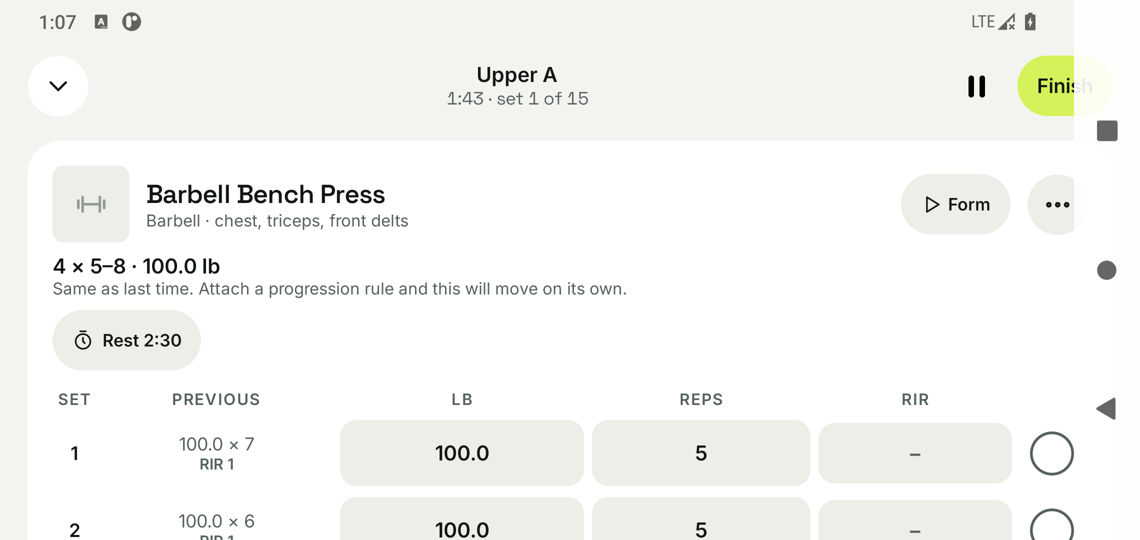 1:07
A
LTE
Upper A
1:43 · set 1 of 15
Finish
Barbell Bench Press
Barbell · chest, triceps, front delts
Form
4 × 5–8 · 100.0 lb
Same as last time. Attach a progression rule and this will move on its own.
Rest 2:30
SET PREVIOUS LB REPS RIR
1 100.0 × 7 100.0 5 –
RIR 1
2 100.0 × 6 100.0 5 –
RIR 1